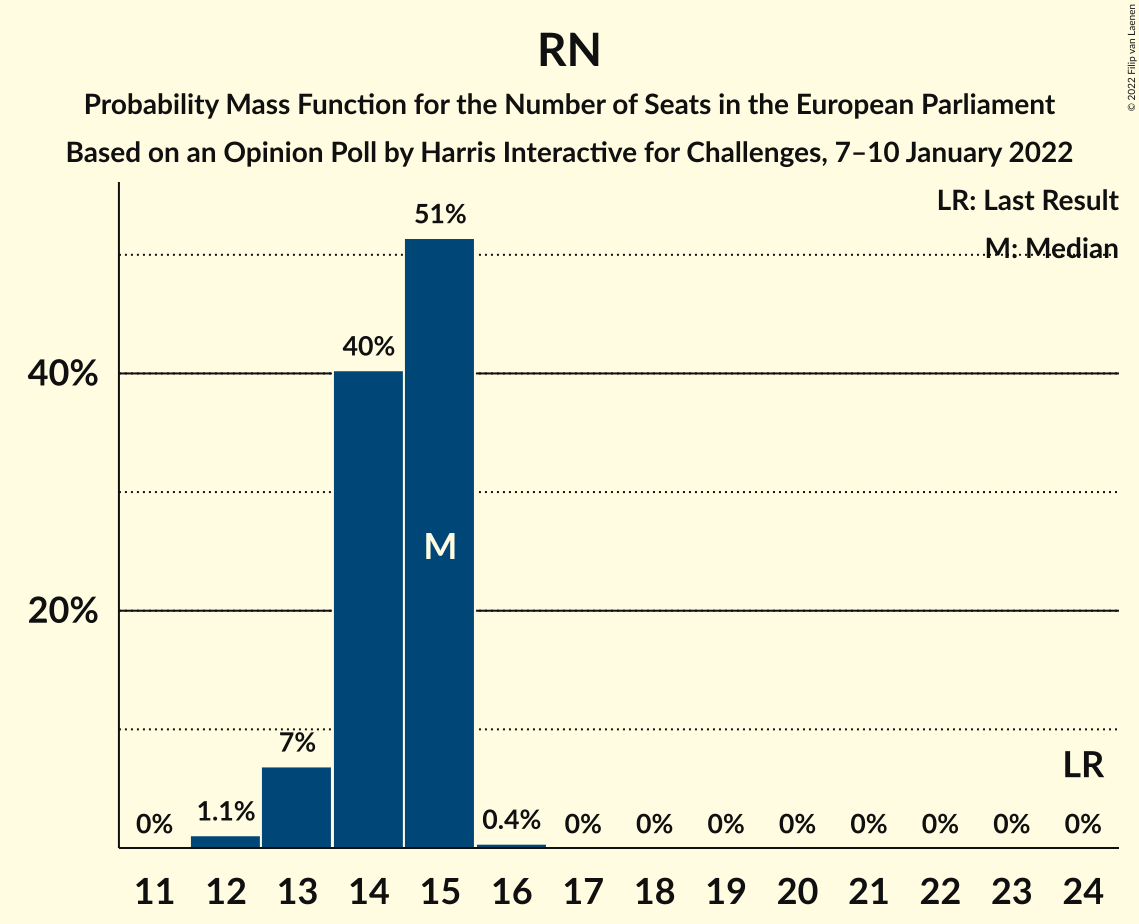 RN
Probability Mass Function for the Number of Seats in the European Parliament
Based on an Opinion Poll by Harris Interactive for Challenges, 7–10 January 2022
© 2022 Filip van Laenen
LR: Last Result
M: Median
51%
40%
40%
M
20%
7%
LR
0% 1.1% 0.4% 0% 0% 0% 0% 0% 0% 0% 0%
11 12 13 14 15 16 17 18 19 20 21 22 23 24